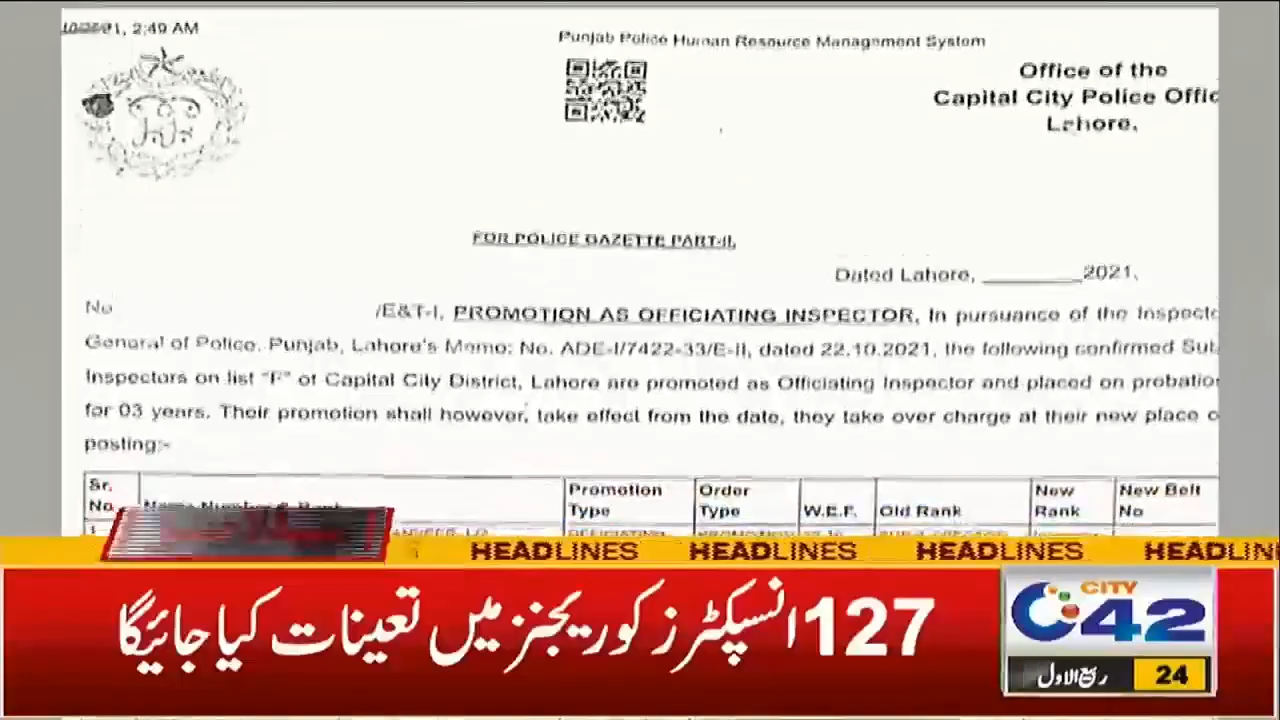 2:49 AM
Punjab Police Human Resource Management System
Office of the
Capital City Police Offic
Lahore.
FOR POLICE GAZETTE PART-II.
Dated Lahore, ________2021.
No
/E&T-I, PROMOTION AS OFFICIATING INSPECTOR, In pursuance of the Inspecto
General of Police, Punjab, Lahore's Memo: No. ADE-I/7422-33/E-II, dated 22.10.2021, the following confirmed Sub
Inspectors on list "F" of Capital City District, Lahore are promoted as Officiating Inspector and placed on probation
for 03 years. Their promotion shall however, take effect from the date, they take over charge at their new place o
posting:-
Sr. No. Promotion Type Order Type W.E.F. Old Rank New Rank New Belt No
HEADLINES HEADLINES HEADLINES HEADLIN
127 انسپکٹرز کو ریجنز میں تعینات کیا جائیگا
CITY
42
24 ربیع الاول